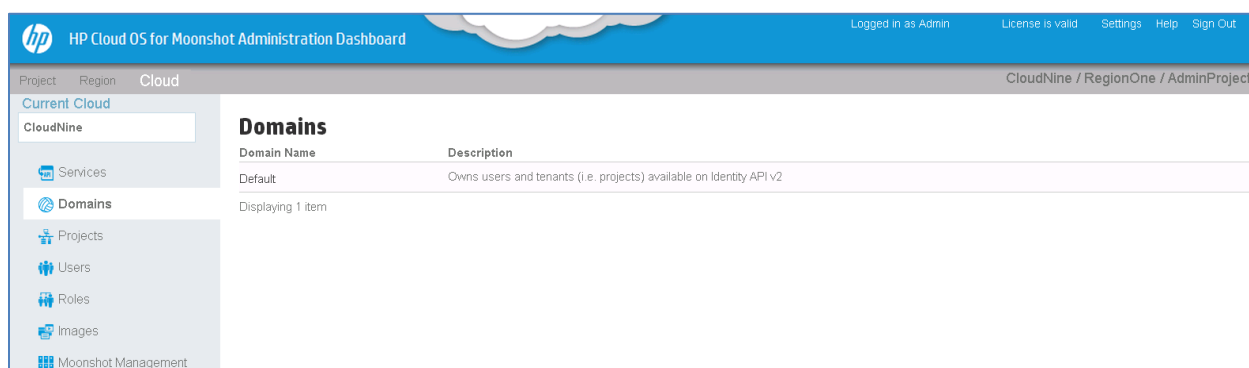 hp HP Cloud OS for Moonshot Administration Dashboard Logged in as Admin License is valid Settings Help Sign Out
Project Region Cloud CloudNine / RegionOne / AdminProject
Current Cloud
CloudNine
Services
Domains
Projects
Users
Roles
Images
Moonshot Management
Domains
Domain Name Description
Default Owns users and tenants (i.e. projects) available on Identity API v2
Displaying 1 item